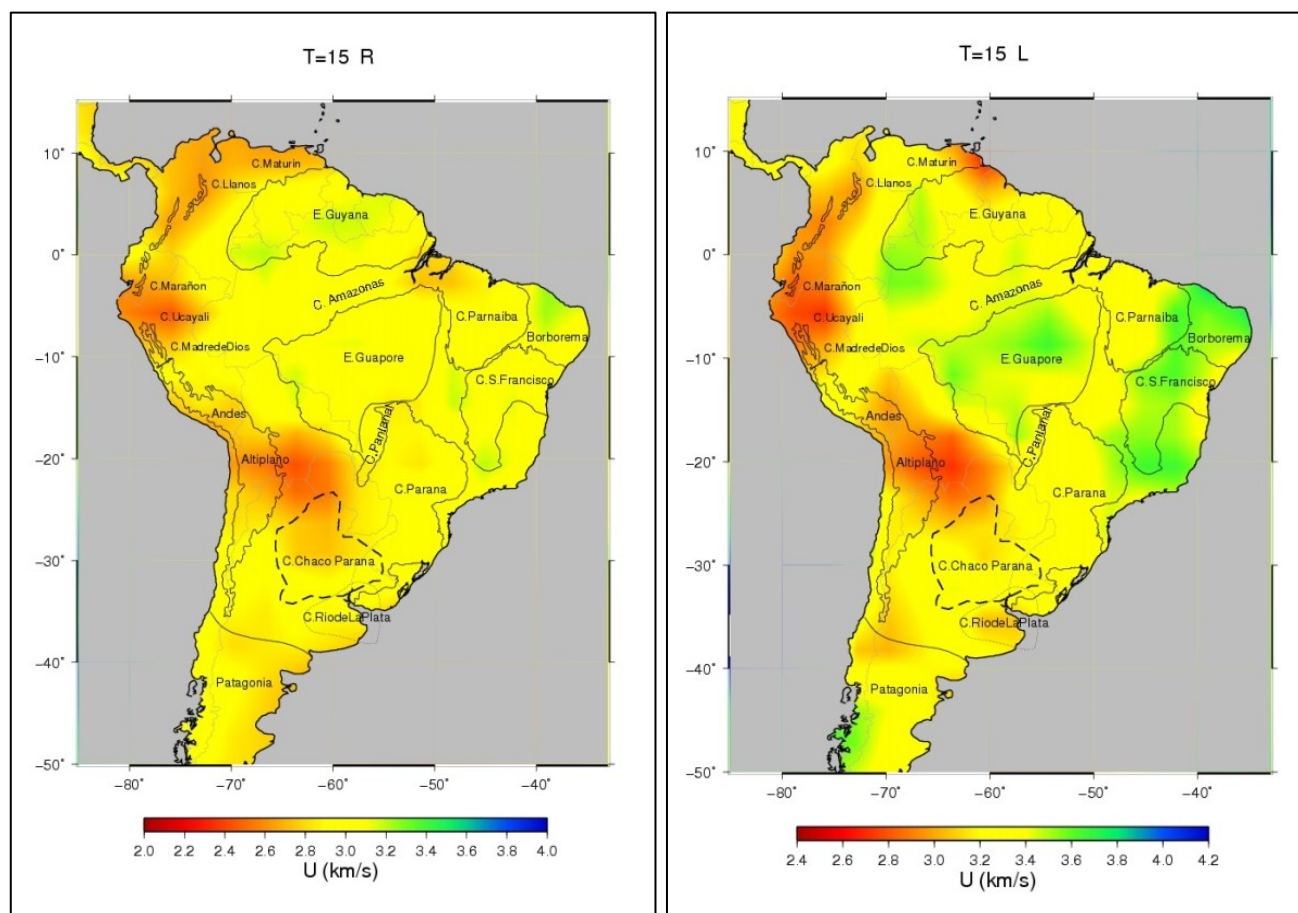 T=15 R
10°
0°
−10°
−20°
−30°
−40°
−50°
C.Maturin
C.Llanos
E.Guyana
C.Marañon
C. Amazonas
C.Ucayali
C.Parnaiba
Borborema
C.MadredeDios
E.Guapore
C.S.Francisco
Andes
C.Pantanal
Altiplano
C.Parana
C.Chaco Parana
C.RiodeLaPlata
Patagonia
−80° −70° −60° −50° −40°
2.0 2.2 2.4 2.6 2.8 3.0 3.2 3.4 3.6 3.8 4.0
U (km/s)
T=15 L
10°
0°
−10°
−20°
−30°
−40°
−50°
C.Maturin
C.Llanos
E.Guyana
C.Marañon
C. Amazonas
C.Ucayali
C.Parnaiba
Borborema
C.MadredeDios
E.Guapore
C.S.Francisco
Andes
C.Pantanal
Altiplano
C.Parana
C.Chaco Parana
C.RiodeLaPlata
Patagonia
−80° −70° −60° −50° −40°
2.4 2.6 2.8 3.0 3.2 3.4 3.6 3.8 4.0 4.2
U (km/s)